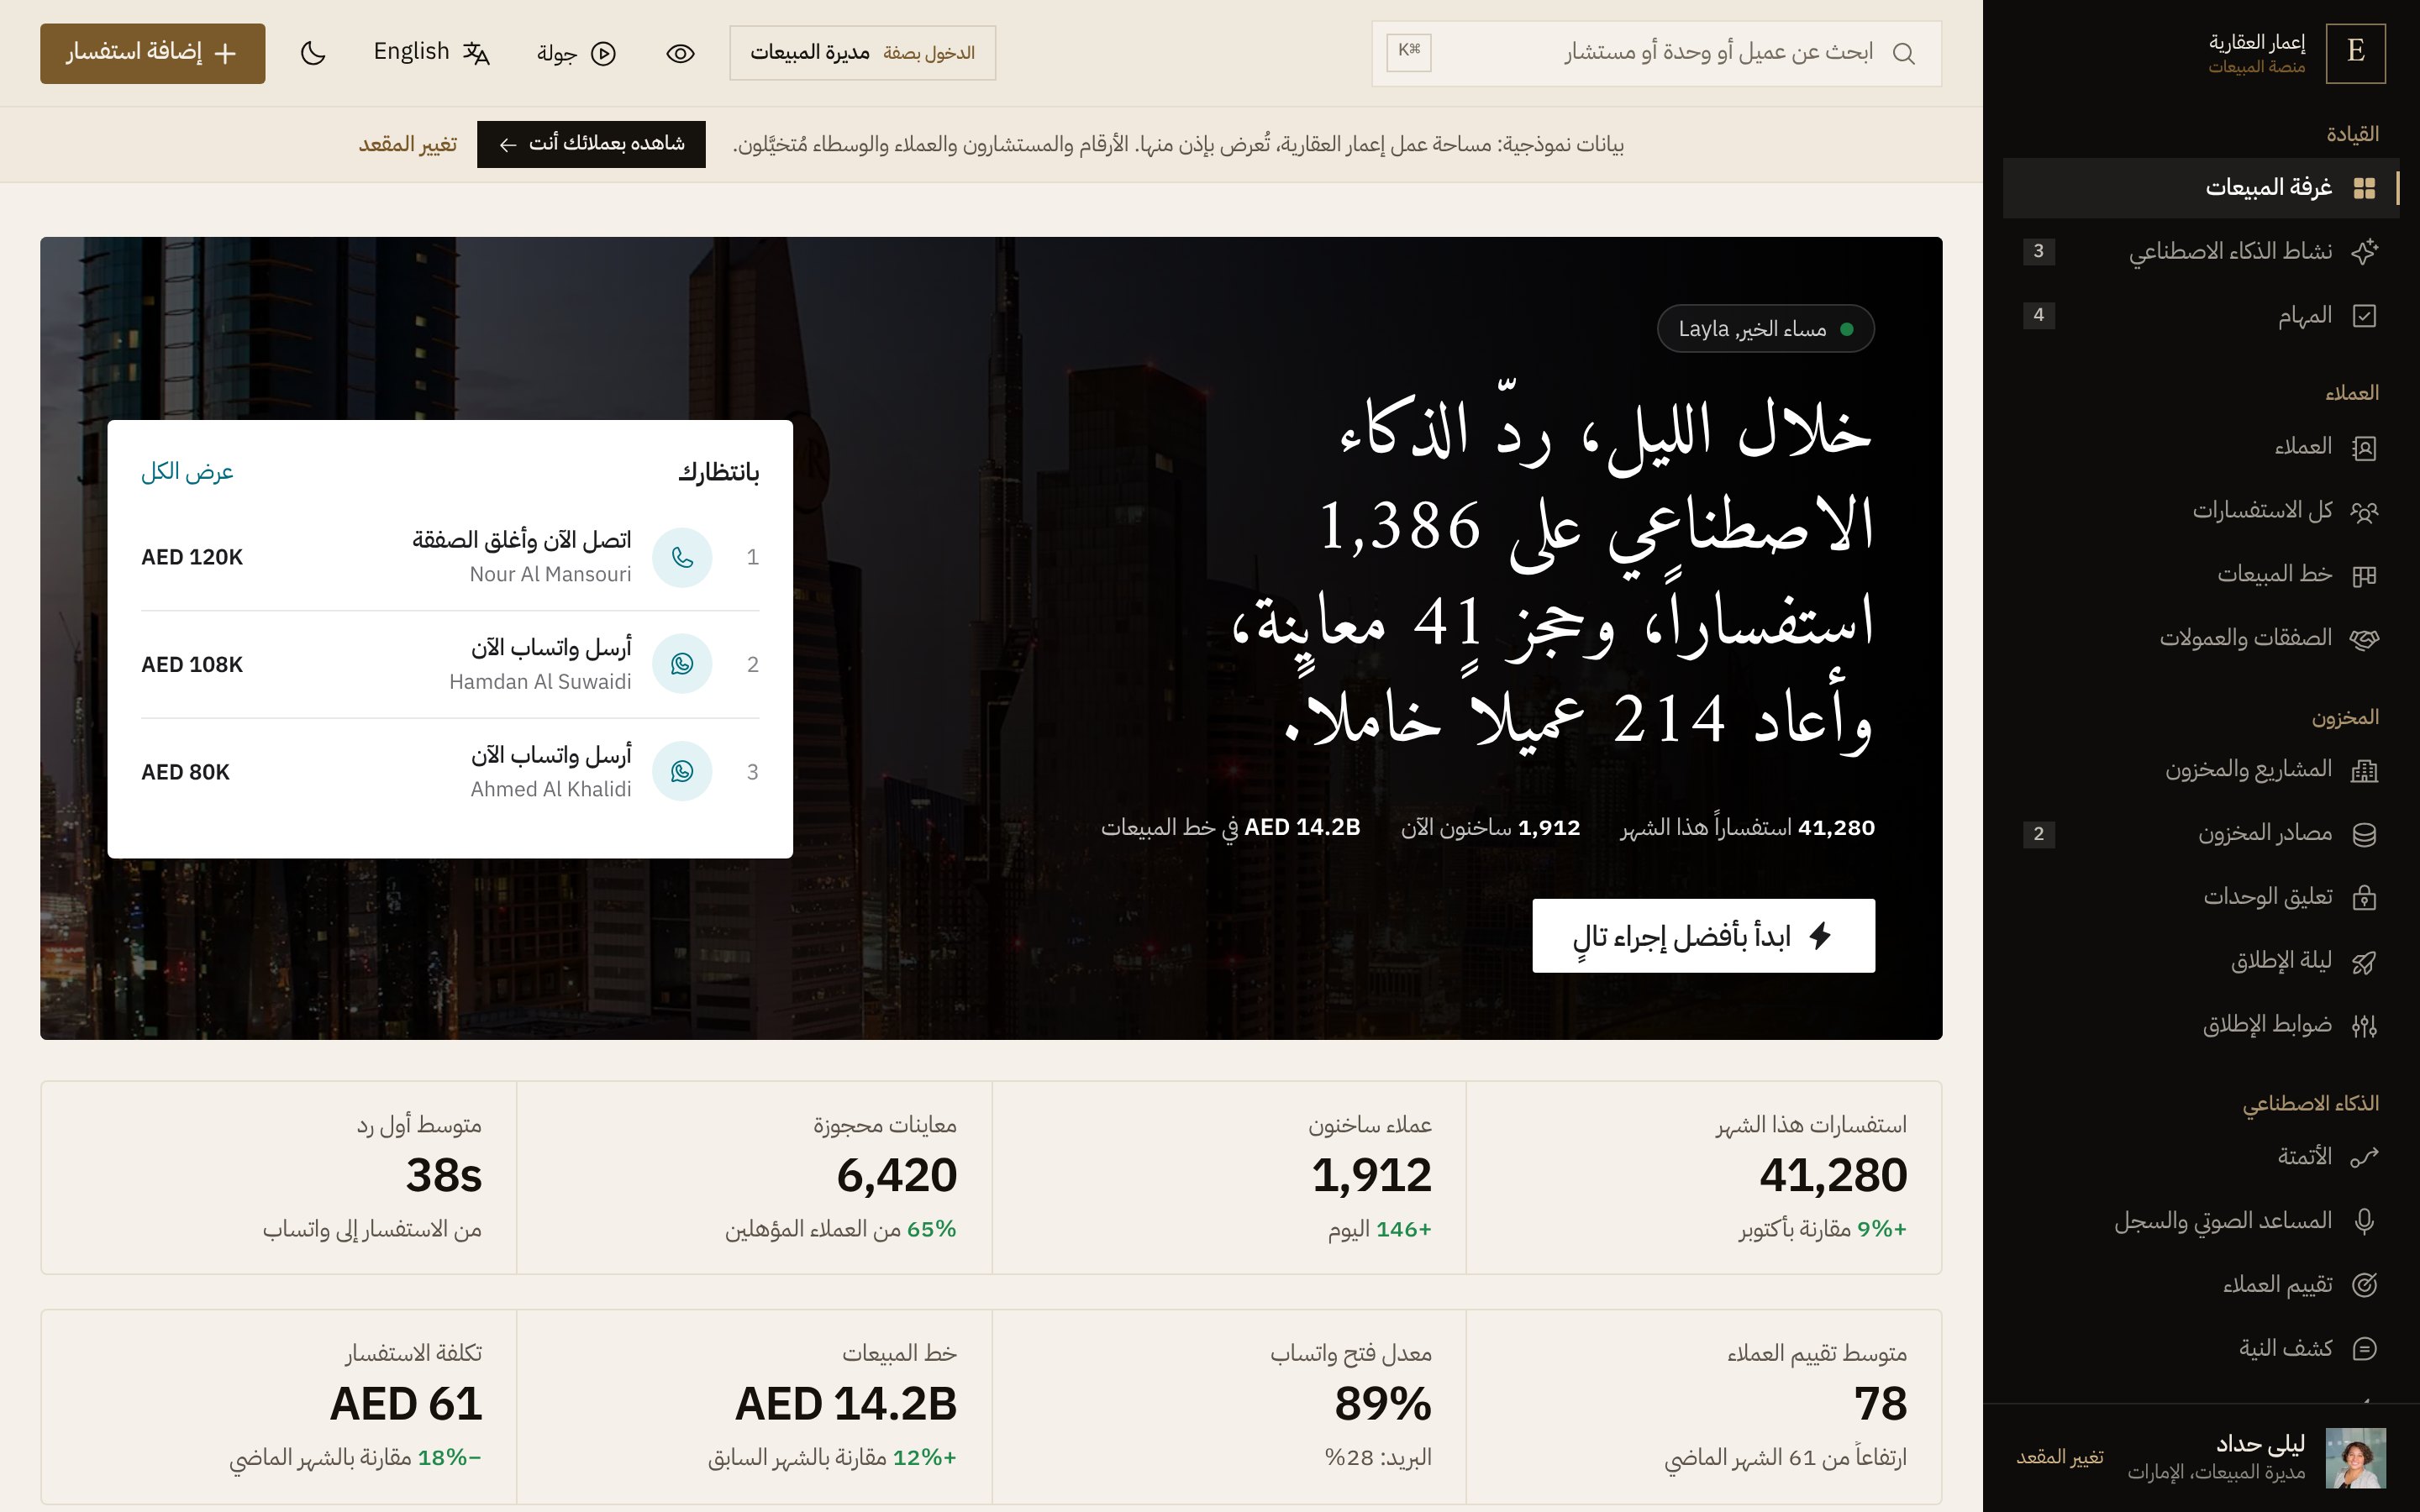 E
إعمار العقارية
منصة المبيعات
القيادة
غرفة المبيعات
نشاط الذكاء الاصطناعي 3
المهام 4
العملاء
العملاء
كل الاستفسارات
خط المبيعات
الصفقات والعمولات
المخزون
المشاريع والمخزون
مصادر المخزون 2
تعليق الوحدات
ليلة الإطلاق
ضوابط الإطلاق
الذكاء الاصطناعي
الأتمتة
المساعد الصوتي والسجل
تقييم العملاء
كشف النية
ليلى حداد
مديرة المبيعات، الإمارات
تغيير المقعد
ابحث عن عميل أو وحدة أو مستشار
⌘K
الدخول بصفة مديرة المبيعات
جولة
English
إضافة استفسار
بيانات نموذجية: مساحة عمل إعمار العقارية، تُعرض بإذن منها. الأرقام والمستشارون والعملاء والوسطاء مُتخيَّلون.
شاهده بعملائك أنت ←
تغيير المقعد
مساء الخير, Layla
خلال الليل، ردّ الذكاء
الاصطناعي على 1,386
استفساراً، وحجز 41 معاينةً،
وأعاد 214 عميلاً خاملاً.
41,280 استفساراً هذا الشهر
1,912 ساخنون الآن
AED 14.2B في خط المبيعات
ابدأ بأفضل إجراء تالٍ
بانتظارك
عرض الكل
1 اتصل الآن وأغلق الصفقة
Nour Al Mansouri
AED 120K
2 أرسل واتساب الآن
Hamdan Al Suwaidi
AED 108K
3 أرسل واتساب الآن
Ahmed Al Khalidi
AED 80K
استفسارات هذا الشهر
41,280
+9% مقارنة بأكتوبر
عملاء ساخنون
1,912
+146 اليوم
معاينات محجوزة
6,420
65% من العملاء المؤهلين
متوسط أول رد
38s
من الاستفسار إلى واتساب
متوسط تقييم العملاء
78
ارتفاعاً من 61 الشهر الماضي
معدل فتح واتساب
89%
البريد: 28%
خط المبيعات
AED 14.2B
+12% مقارنة بالشهر السابق
تكلفة الاستفسار
AED 61
−18% مقارنة بالشهر الماضي